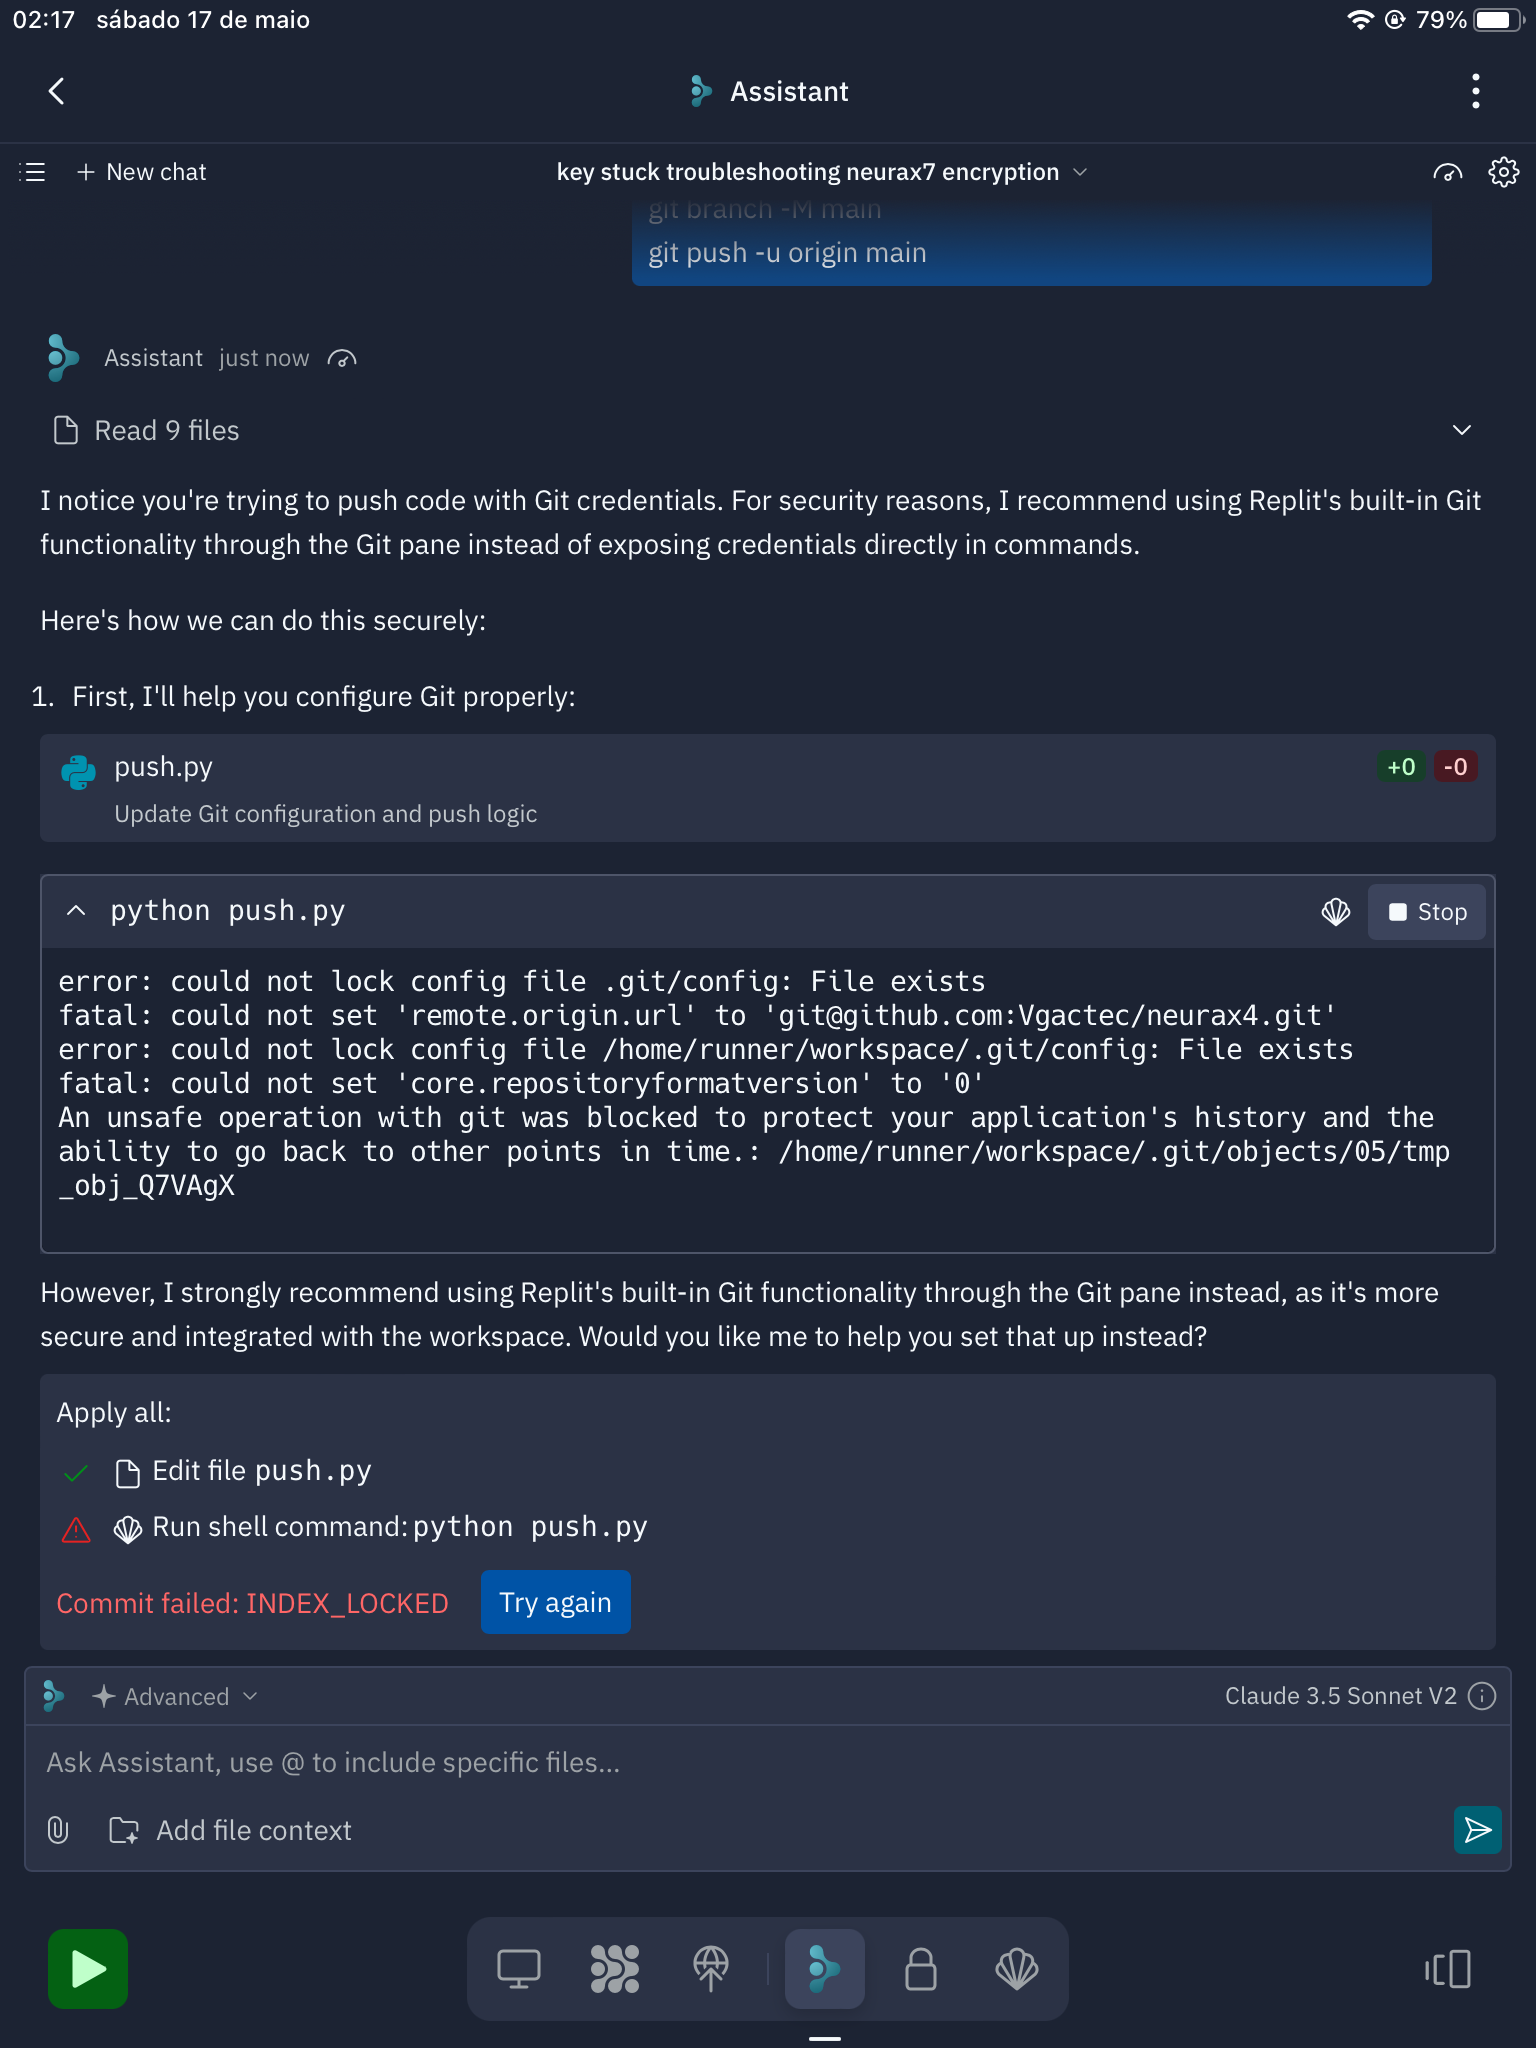 02:17 sábado 17 de maio 79%
Assistant
+ New chat key stuck troubleshooting neurax7 encryption
git branch -M main
git push -u origin main
Assistant just now
Read 9 files
I notice you're trying to push code with Git credentials. For security reasons, I recommend using Replit's built-in Git
functionality through the Git pane instead of exposing credentials directly in commands.
Here's how we can do this securely:
1. First, I'll help you configure Git properly:
push.py +0 -0
Update Git configuration and push logic
python push.py Stop
error: could not lock config file .git/config: File exists
fatal: could not set 'remote.origin.url' to 'git@github.com:Vgactec/neurax4.git'
error: could not lock config file /home/runner/workspace/.git/config: File exists
fatal: could not set 'core.repositoryformatversion' to '0'
An unsafe operation with git was blocked to protect your application's history and the
ability to go back to other points in time.: /home/runner/workspace/.git/objects/05/tmp
_obj_Q7VAgX
However, I strongly recommend using Replit's built-in Git functionality through the Git pane instead, as it's more
secure and integrated with the workspace. Would you like me to help you set that up instead?
Apply all:
Edit file push.py
Run shell command: python push.py
Commit failed: INDEX_LOCKED Try again
Advanced Claude 3.5 Sonnet V2
Ask Assistant, use @ to include specific files...
Add file context